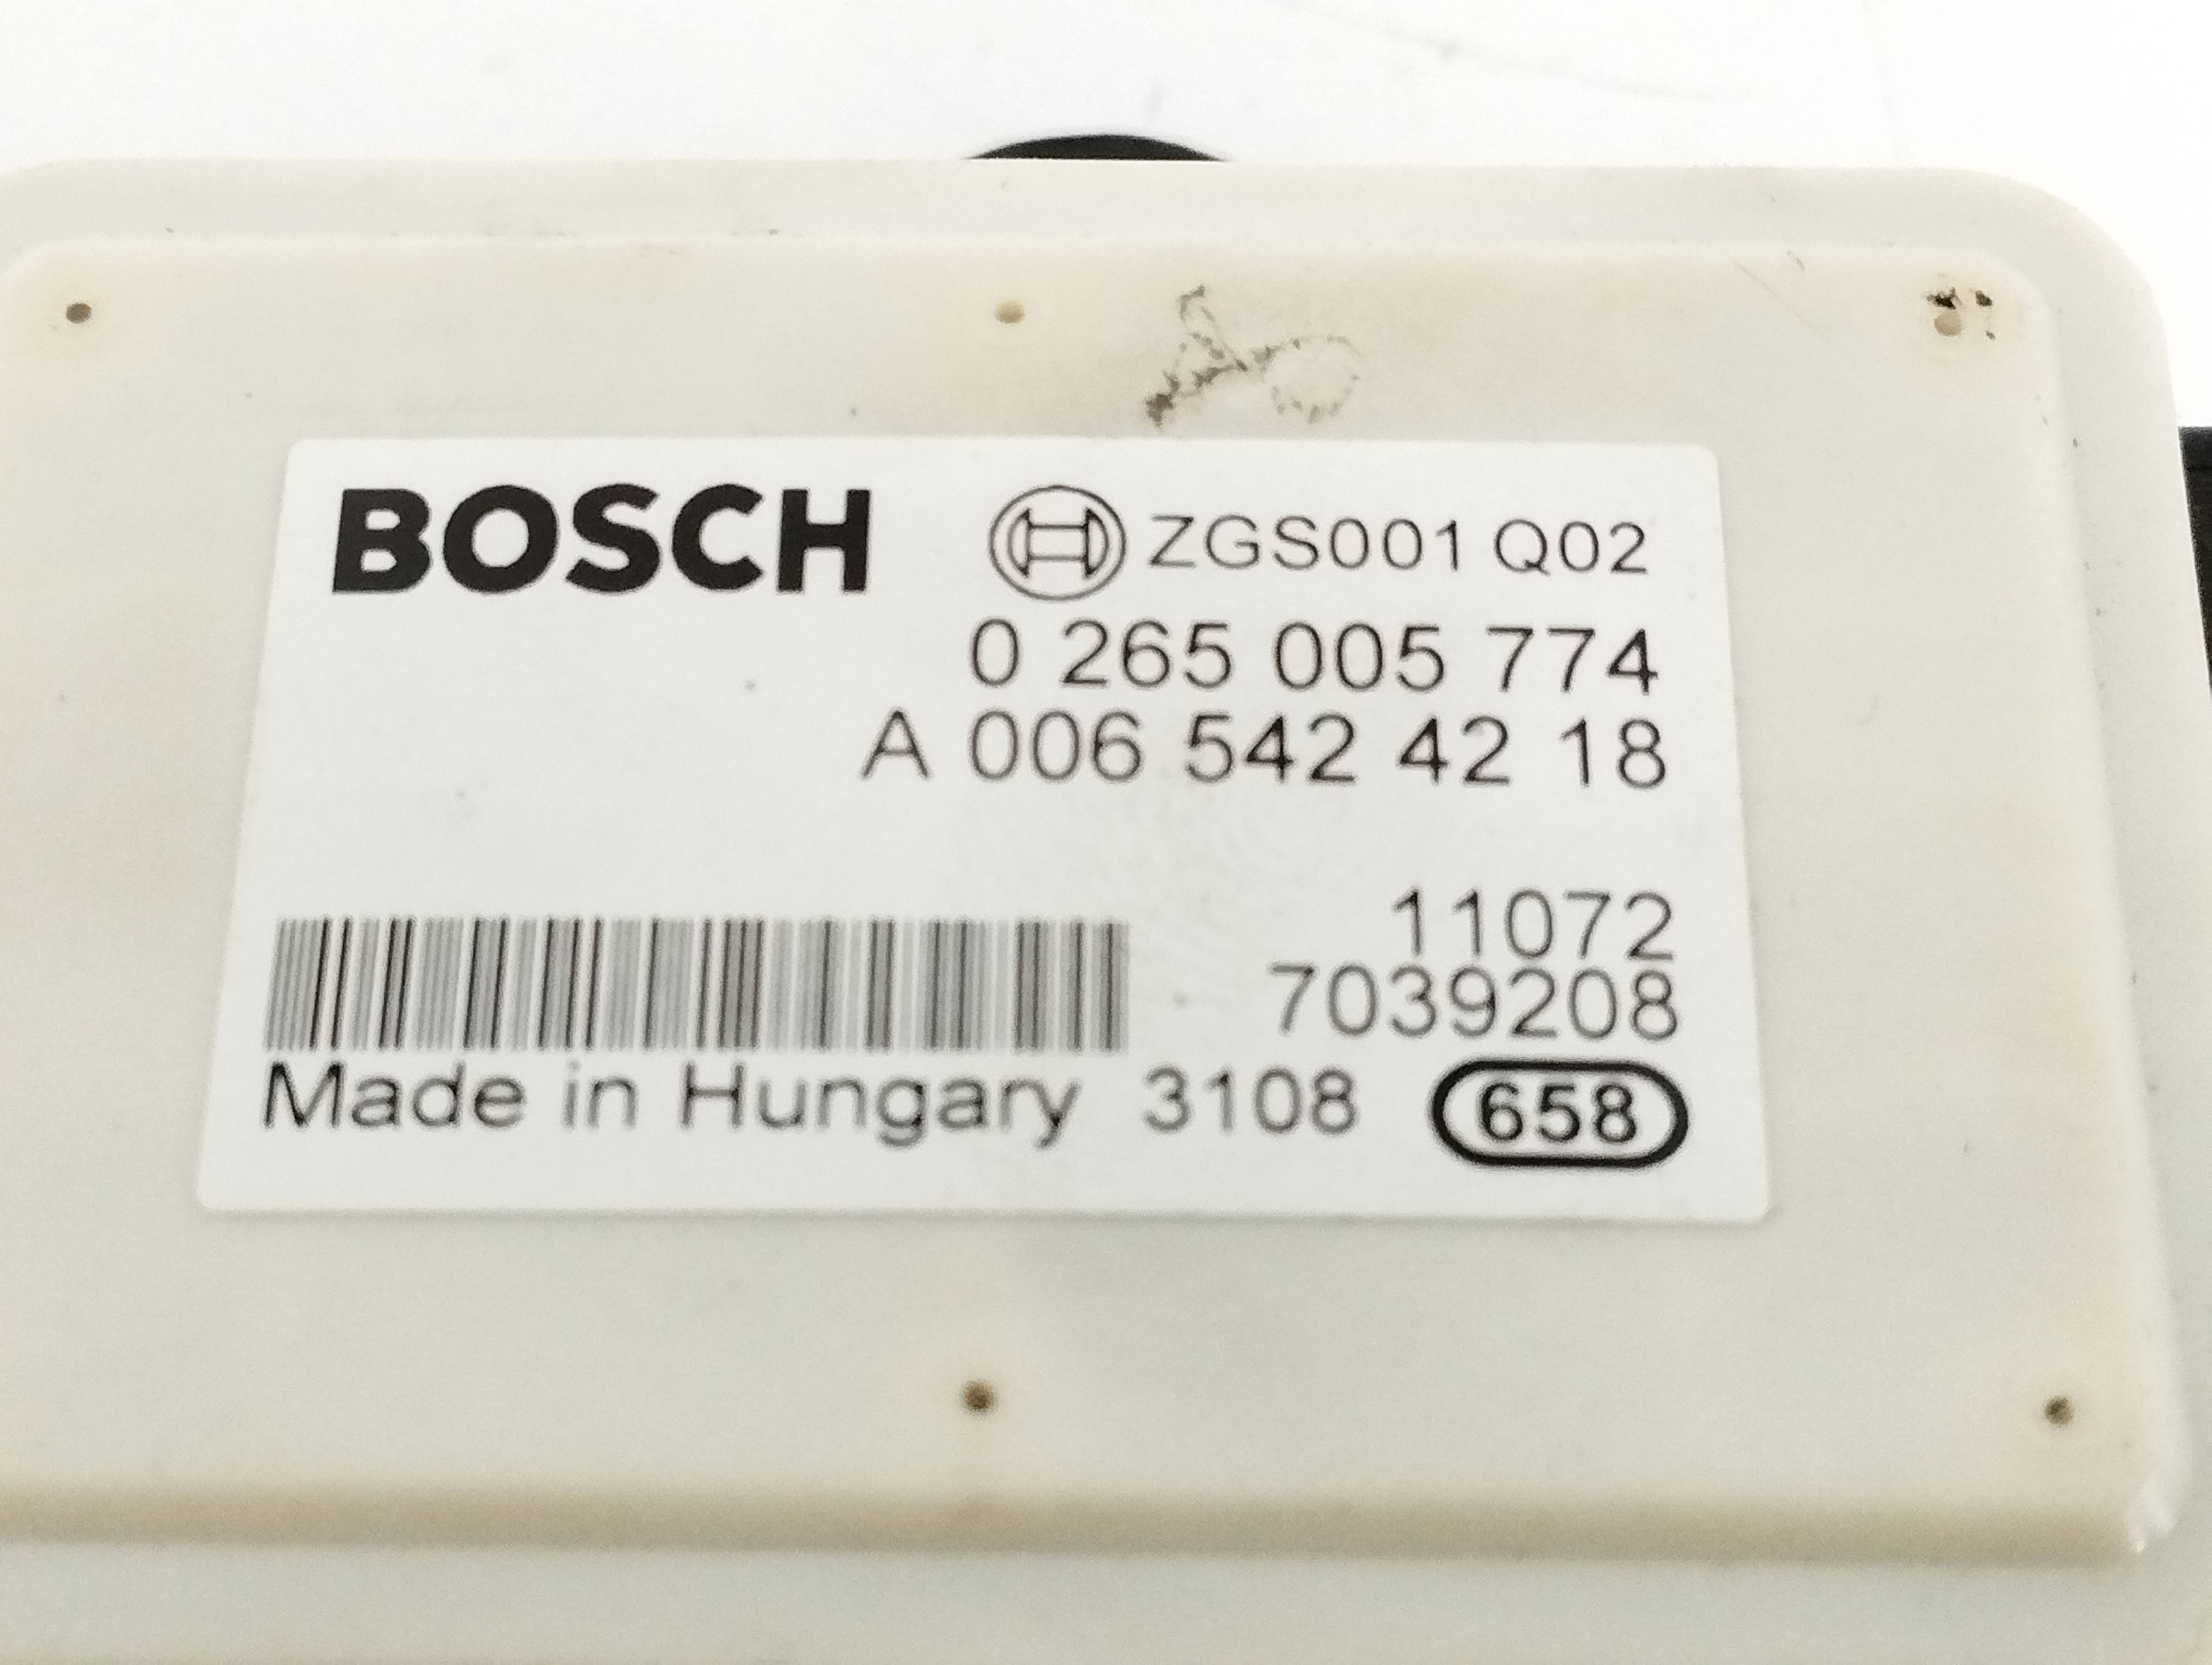 BOSCH ZGS001 Q02
0 265 005 774
A 006 542 42 18
11072
7039208
Made in Hungary 3108 658